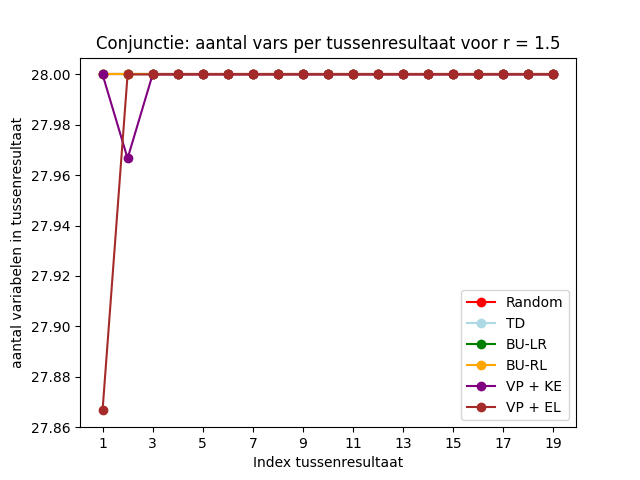 Conjunctie: aantal vars per tussenresultaat voor r = 1.5
aantal variabelen in tussenresultaat
28.00
27.98
27.96
27.94
27.92
27.90
27.88
27.86
1 3 5 7 9 11 13 15 17 19
Index tussenresultaat
Random
TD
BU-LR
BU-RL
VP + KE
VP + EL